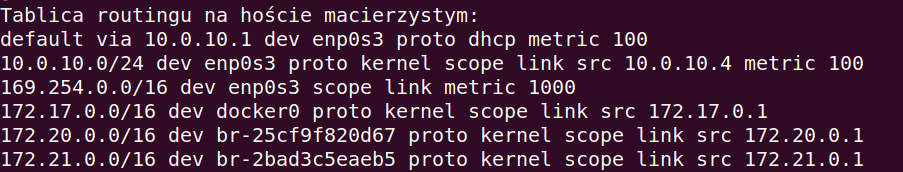 Tablica routingu na hoście macierzystym:
default via 10.0.10.1 dev enp0s3 proto dhcp metric 100
10.0.10.0/24 dev enp0s3 proto kernel scope link src 10.0.10.4 metric 100
169.254.0.0/16 dev enp0s3 scope link metric 1000
172.17.0.0/16 dev docker0 proto kernel scope link src 172.17.0.1
172.20.0.0/16 dev br-25cf9f820d67 proto kernel scope link src 172.20.0.1
172.21.0.0/16 dev br-2bad3c5eaeb5 proto kernel scope link src 172.21.0.1